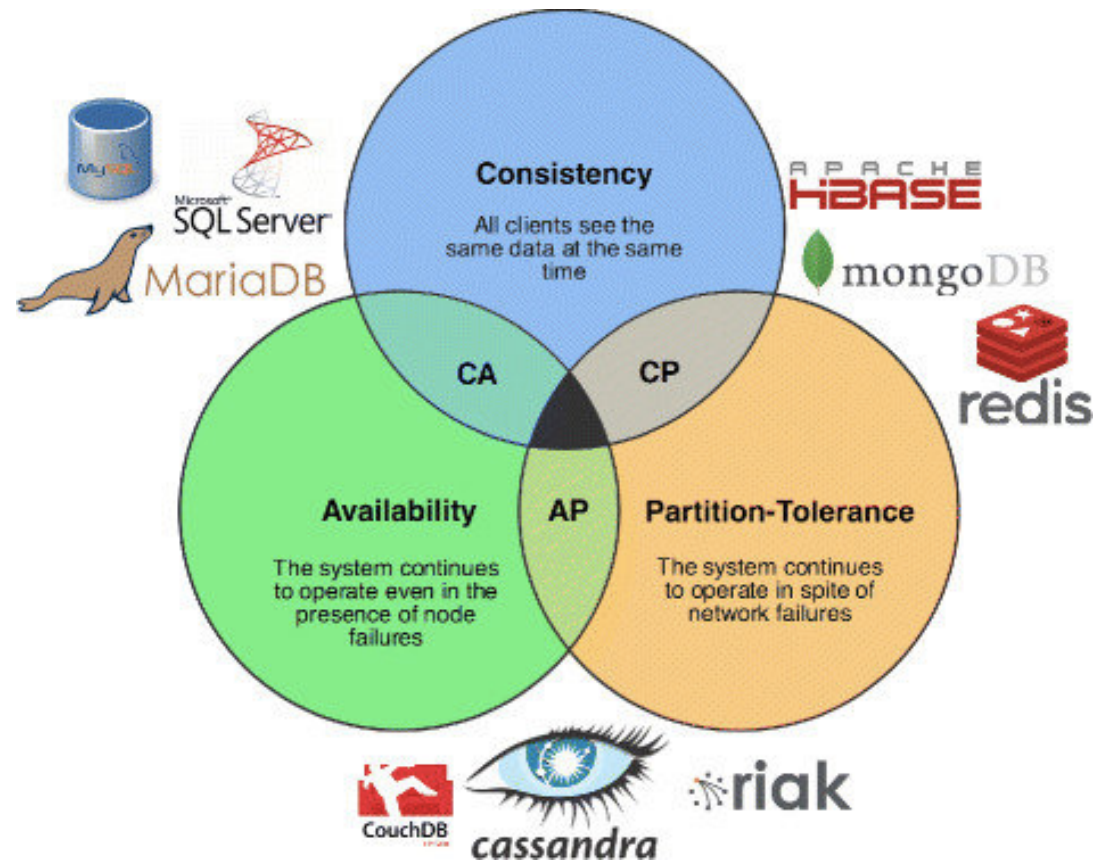 Consistency
All clients see the
same data at the same
time
MySQL
Microsoft
SQL Server
MariaDB
APACHE
HBASE
mongoDB
redis
CA
CP
AP
Availability
The system continues
to operate even in the
presence of node
failures
Partition-Tolerance
The system continues
to operate in spite of
network failures
CouchDB
cassandra
riak